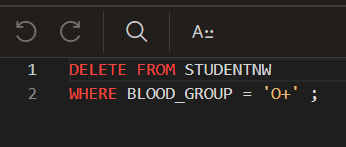 A::
1 DELETE FROM STUDENTNW
2 WHERE BLOOD_GROUP = 'O+' ;